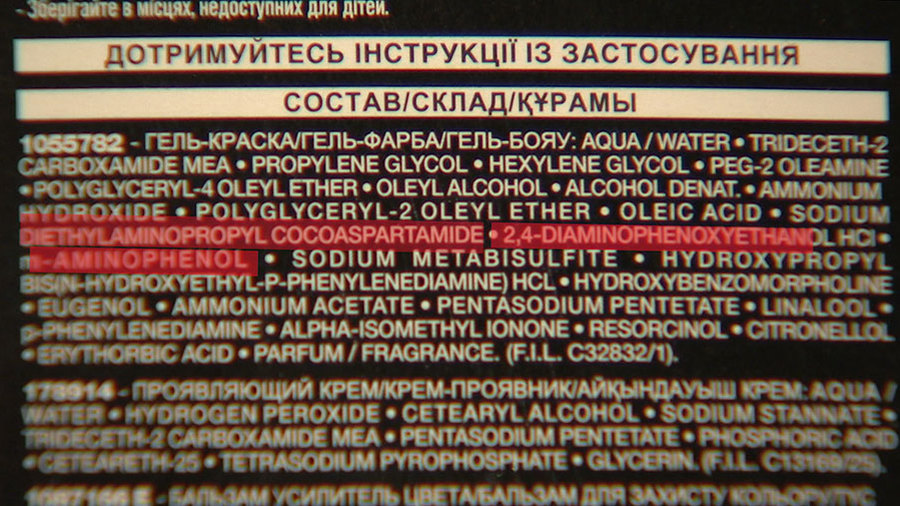 - Зберігайте в місцях, недоступних для дітей.
ДОТРИМУЙТЕСЬ ІНСТРУКЦІЇ ІЗ ЗАСТОСУВАННЯ
СОСТАВ/СКЛАД/ҚҰРАМЫ
1055782 - ГЕЛЬ-КРАСКА/ГЕЛЬ-ФАРБА/ГЕЛЬ-БОЯУ: AQUA / WATER • TRIDECETH-2
CARBOXAMIDE MEA • PROPYLENE GLYCOL • HEXYLENE GLYCOL • PEG-2 OLEAMINE
• POLYGLYCERYL-4 OLEYL ETHER • OLEYL ALCOHOL • ALCOHOL DENAT. • AMMONIUM
HYDROXIDE • POLYGLYCERYL-2 OLEYL ETHER • OLEIC ACID • SODIUM
DIETHYLAMINOPROPYL COCOASPARTAMIDE • 2,4-DIAMINOPHENOXYETHANOL HCl •
m-AMINOPHENOL • SODIUM METABISULFITE • HYDROXYPROPYL
BIS(N-HYDROXYETHYL-P-PHENYLENEDIAMINE) HCL • HYDROXYBENZOMORPHOLINE
• EUGENOL • AMMONIUM ACETATE • PENTASODIUM PENTETATE • LINALOOL •
p-PHENYLENEDIAMINE • ALPHA-ISOMETHYL IONONE • RESORCINOL • CITRONELLOL
• ERYTHORBIC ACID • PARFUM / FRAGRANCE. (F.I.L. C32832/1).
- ПРОЯВЛЯЮЩИЙ КРЕМ/КРЕМ-ПРОЯВНИК/АЙҚЫНДАУЫШ КРЕМ: AQUA /
WATER • HYDROGEN PEROXIDE • CETEARYL ALCOHOL • SODIUM STANNATE •
TRIDECETH-2 CARBOXAMIDE MEA • PENTASODIUM PENTETATE • PHOSPHORIC ACID
• CETEARETH-25 • TETRASODIUM PYROPHOSPHATE • GLYCERIN. (F.I.L.
БАЛЬЗАМ УСИЛИТЕЛЬ ЦВЕТА/БАЛЬЗАМ ДЛЯ ЗАХИСТУ КОЛЬОРУ